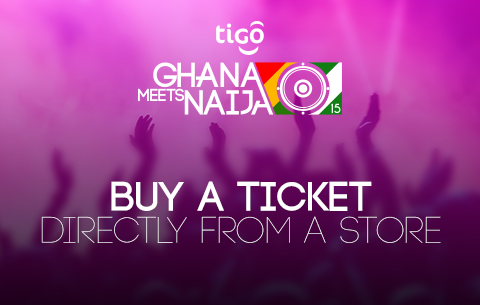 tiGO
GHANA
MEETS NAIJA
15
BUY A TICKET
DIRECTLY FROM A STORE